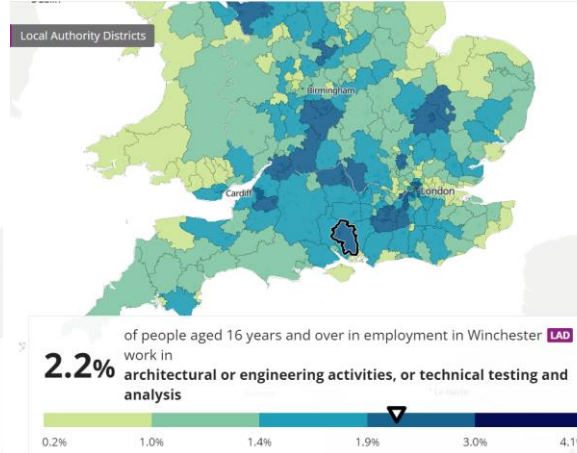 Local Authority Districts
Birmingham
Cardiff
London
of people aged 16 years and over in employment in Winchester LAD
2.2% work in
architectural or engineering activities, or technical testing and
analysis
0.2% 1.0% 1.4% 1.9% 3.0% 4.1%